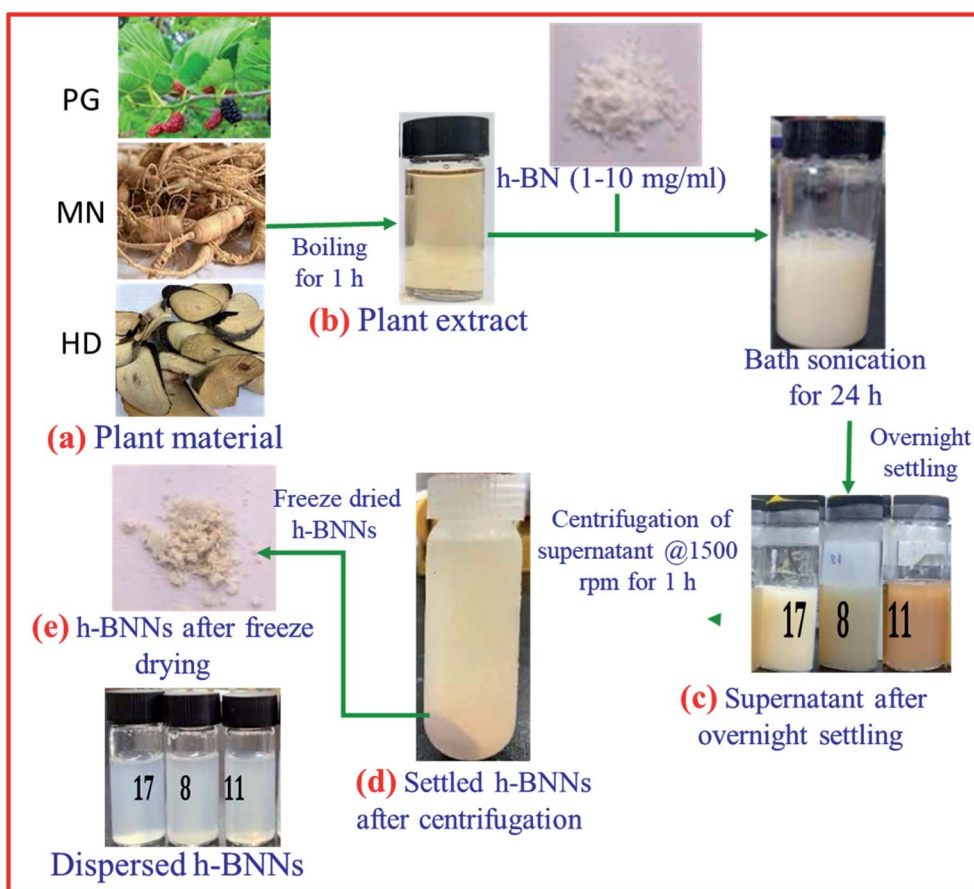 PG
MN
HD
(a) Plant material
Boiling
for 1 h
(b) Plant extract
h-BN (1-10 mg/ml)
Bath sonication
for 24 h
Overnight
settling
17 8 11
(c) Supernatant after
overnight settling
Centrifugation of
supernatant @1500
rpm for 1 h
(d) Settled h-BNNs
after centrifugation
Freeze dried
h-BNNs
(e) h-BNNs after freeze
drying
17 8 11
Dispersed h-BNNs